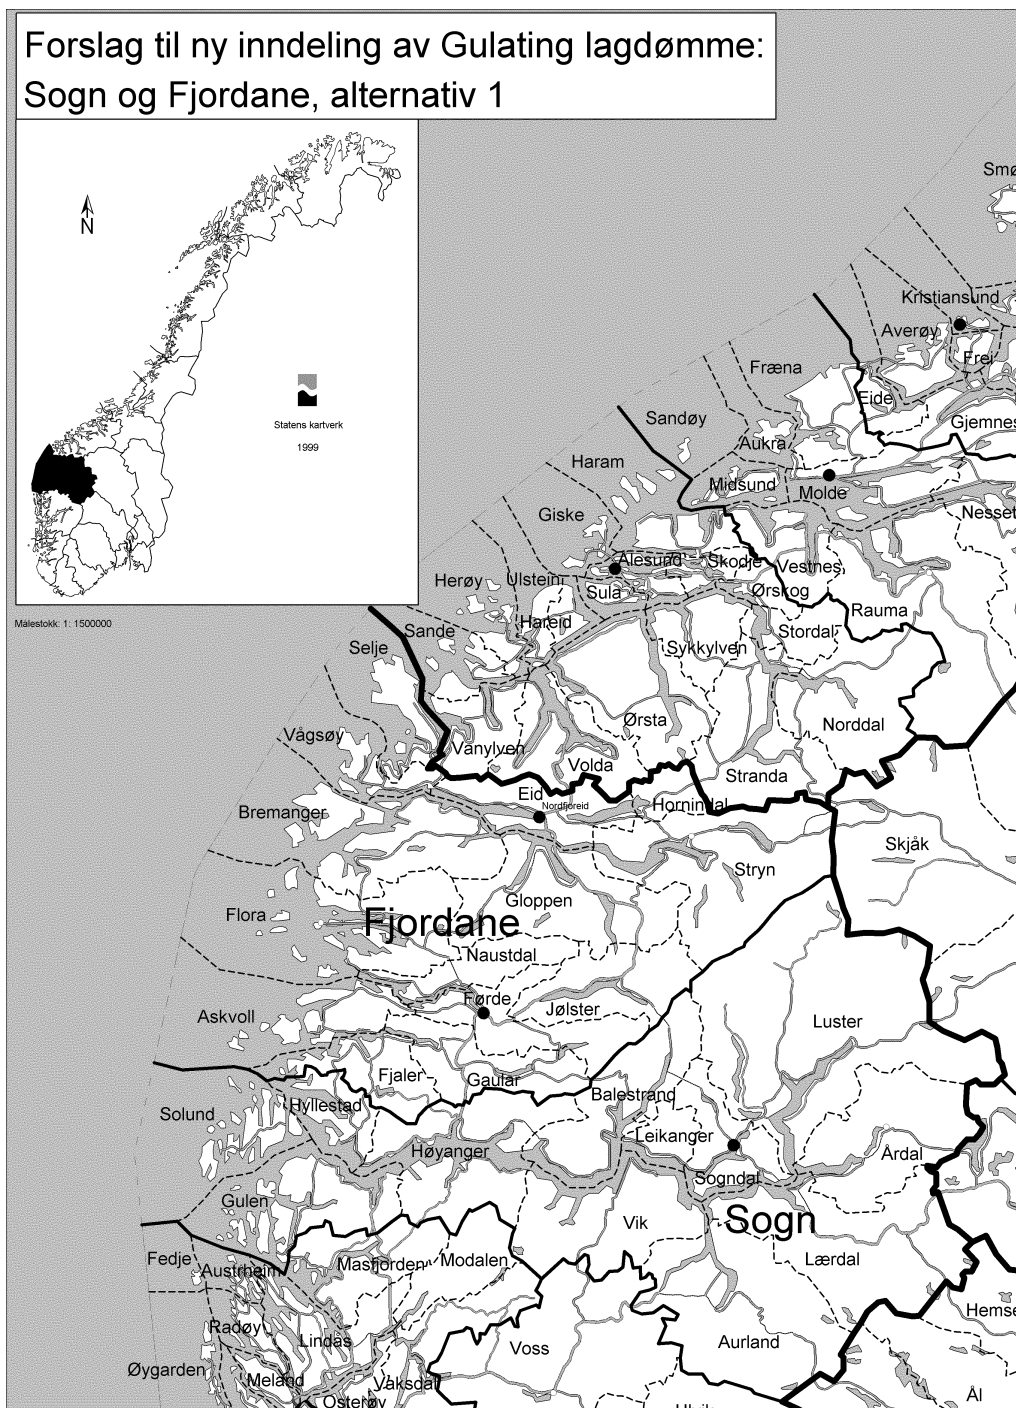 Forslag til ny inndeling av Gulating lagdømme:
Sogn og Fjordane, alternativ 1
N
Statens kartverk
1999
Målestokk: 1: 1500000
Smø
Kristiansund
Averøy
Frei
Fræna
Eide
Gjemnes
Sandøy
Aukra
Haram
Midsund
Molde
Nesset
Giske
Ålesund
Skodje
Vestnes
Herøy
Ulstein
Sula
Ørskog
Rauma
Hareid
Sande
Stordal
Selje
Sykkylven
Ørsta
Norddal
Vågsøy
Vanylven
Volda
Stranda
Eid
Nordfjoreid
Hornindal
Bremanger
Skjåk
Stryn
Gloppen
Flora
Fjordane
Naustdal
Førde
Jølster
Askvoll
Luster
Fjaler
Gaular
Balestrand
Hyllestad
Solund
Leikanger
Høyanger
Årdal
Sogndal
Gulen
Vik
Sogn
Fedje
Masfjorden
Modalen
Lærdal
Austrheim
Hemse
Radøy
Lindås
Voss
Aurland
Øygarden
Meland
Vaksdal
Ål
Osterøy
Ulvik